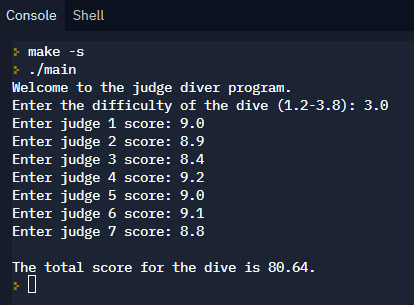 Console Shell
> make -s
> ./main
Welcome to the judge diver program.
Enter the difficulty of the dive (1.2-3.8): 3.0
Enter judge 1 score: 9.0
Enter judge 2 score: 8.9
Enter judge 3 score: 8.4
Enter judge 4 score: 9.2
Enter judge 5 score: 9.0
Enter judge 6 score: 9.1
Enter judge 7 score: 8.8
The total score for the dive is 80.64.
>